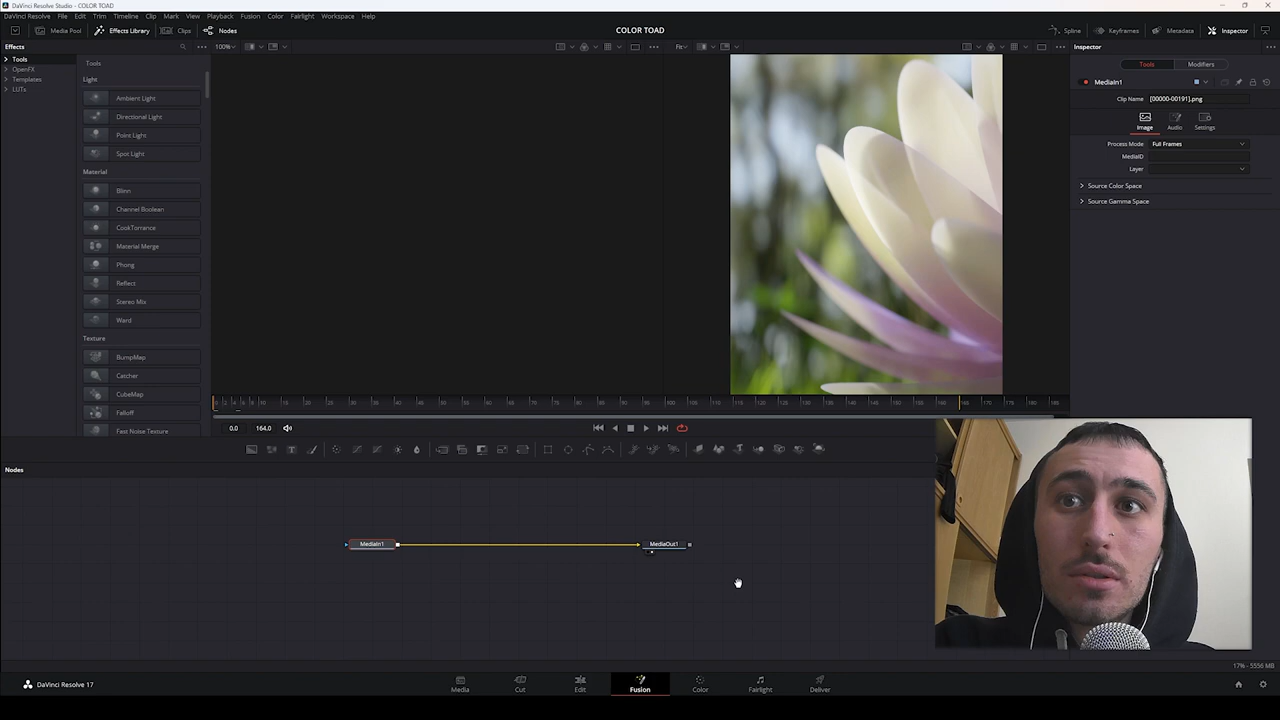 DaVinci Resolve Studio - COLOR TOAD
DaVinci Resolve File Edit Trim Timeline Clip Mark View Playback Fusion Color Fairlight Workspace Help
Media Pool Effects Library Clips Nodes COLOR TOAD Spline Keyframes Metadata Inspector
Effects 100% Fit Inspector
Tools
OpenFX
Templates
LUTs
Tools
Light
Ambient Light
Directional Light
Point Light
Spot Light
Material
Blinn
Channel Boolean
CookTorrance
Material Merge
Phong
Reflect
Stereo Mix
Ward
Texture
BumpMap
Catcher
CubeMap
Falloff
Fast Noise Texture
Tools Modifiers
MediaIn1
Clip Name [00000-00191].png
Image Audio Settings
Process Mode Full Frames
MediaID
Layer
Source Color Space
Source Gamma Space
0.0 164.0
Nodes
MediaIn1 MediaOut1
17% - 5556 MB
DaVinci Resolve 17
Media Cut Edit Fusion Color Fairlight Deliver